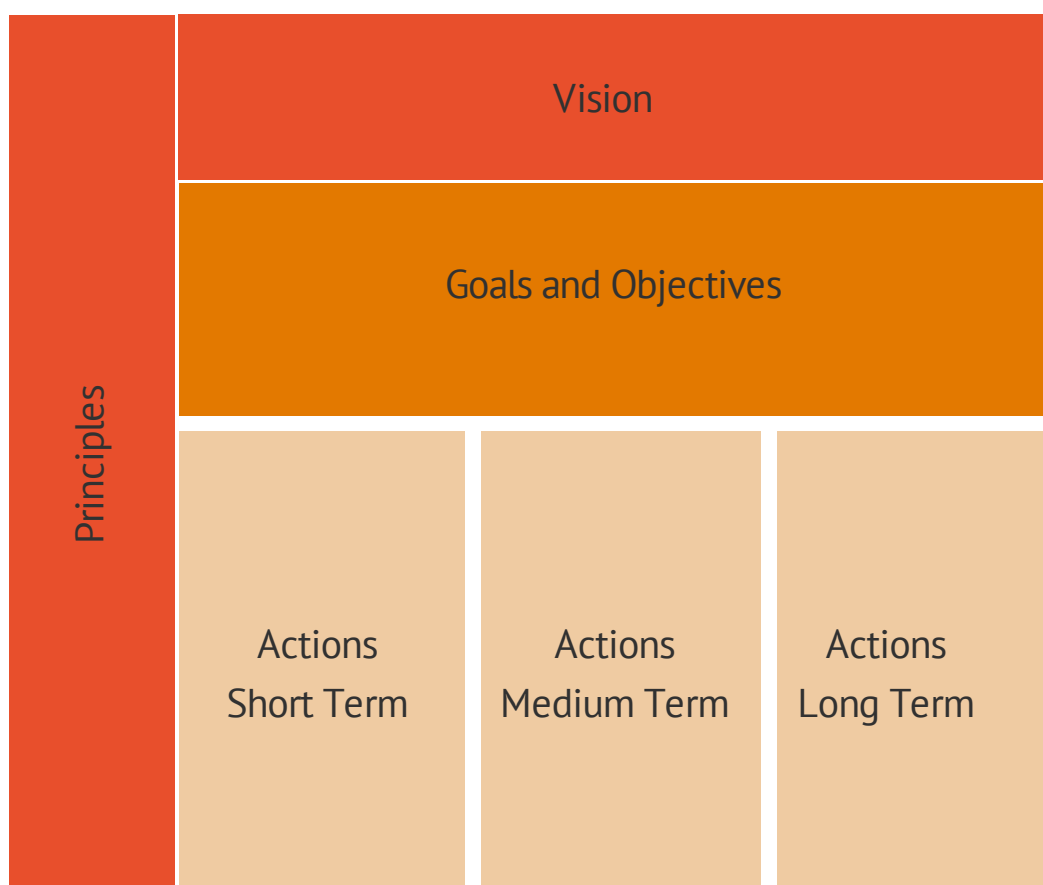 Vision
Goals and Objectives
Principles
Actions
Short Term
Actions
Medium Term
Actions
Long Term